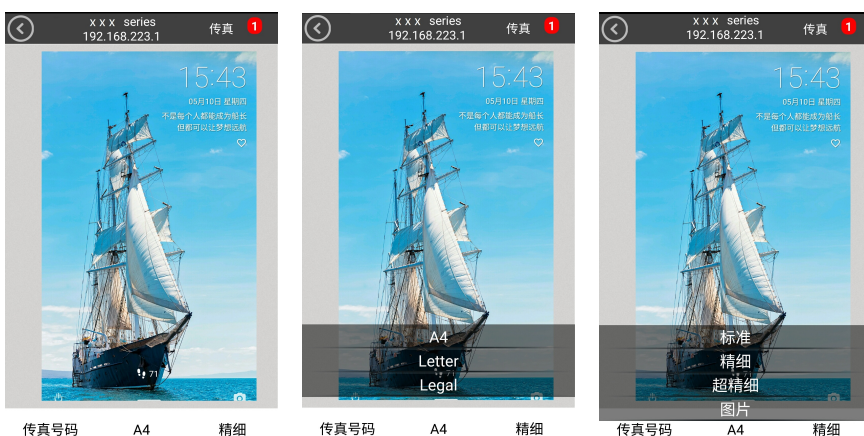 x x x series
192.168.223.1
传真
1
15:43
05月10日 星期四
不是每个人都能成为船长
但都可以让梦想远航
71
传真号码
A4
精细
x x x series
192.168.223.1
传真
1
15:43
05月10日 星期四
不是每个人都能成为船长
但都可以让梦想远航
A4
Letter
Legal
71
传真号码
A4
精细
x x x series
192.168.223.1
传真
1
15:43
05月10日 星期四
不是每个人都能成为船长
但都可以让梦想远航
标准
精细
超精细
图片
传真号码
A4
精细